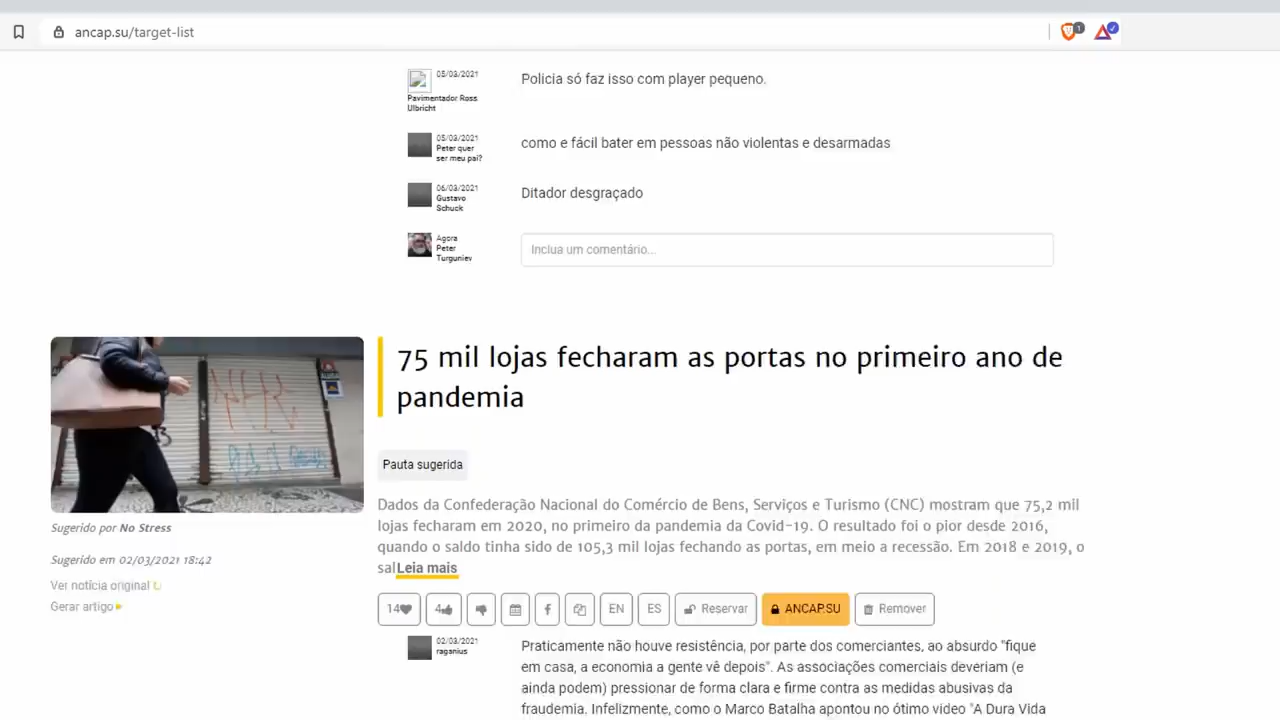 ancap.su/target-list
1
05/03/2021
Pavimentador Ross
Ulbricht
Policia só faz isso com player pequeno.
05/03/2021
Peter quer
ser meu pai?
como e fácil bater em pessoas não violentas e desarmadas
06/03/2021
Gustavo
Schuck
Ditador desgraçado
Agora
Peter
Turguniev
Inclua um comentário...
75 mil lojas fecharam as portas no primeiro ano de
pandemia
Pauta sugerida
Dados da Confederação Nacional do Comércio de Bens, Serviços e Turismo (CNC) mostram que 75,2 mil
lojas fecharam em 2020, no primeiro da pandemia da Covid-19. O resultado foi o pior desde 2016,
quando o saldo tinha sido de 105,3 mil lojas fechando as portas, em meio a recessão. Em 2018 e 2019, o
salLeia mais
Sugerido por No Stress
Sugerido em 02/03/2021 18:42
Ver notícia original
Gerar artigo
14 4 EN ES Reservar ANCAP.SU Remover
02/03/2021
raganius
Praticamente não houve resistência, por parte dos comerciantes, ao absurdo "fique
em casa, a economia a gente vê depois". As associações comerciais deveriam (e
ainda podem) pressionar de forma clara e firme contra as medidas abusivas da
fraudemia. Infelizmente, como o Marco Batalha apontou no ótimo video "A Dura Vida